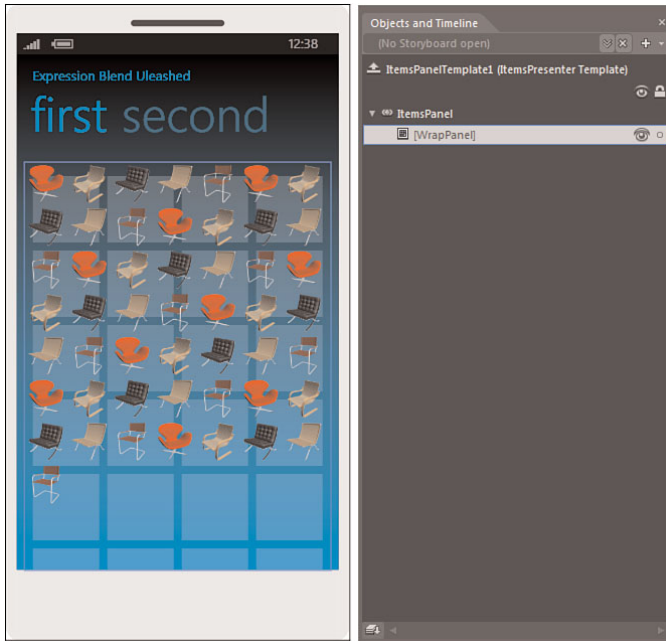 12:38
Expression Blend Uleashed
first second
Objects and Timeline
(No Storyboard open)
ItemsPanelTemplate1 (ItemsPresenter Template)
ItemsPanel
[WrapPanel]